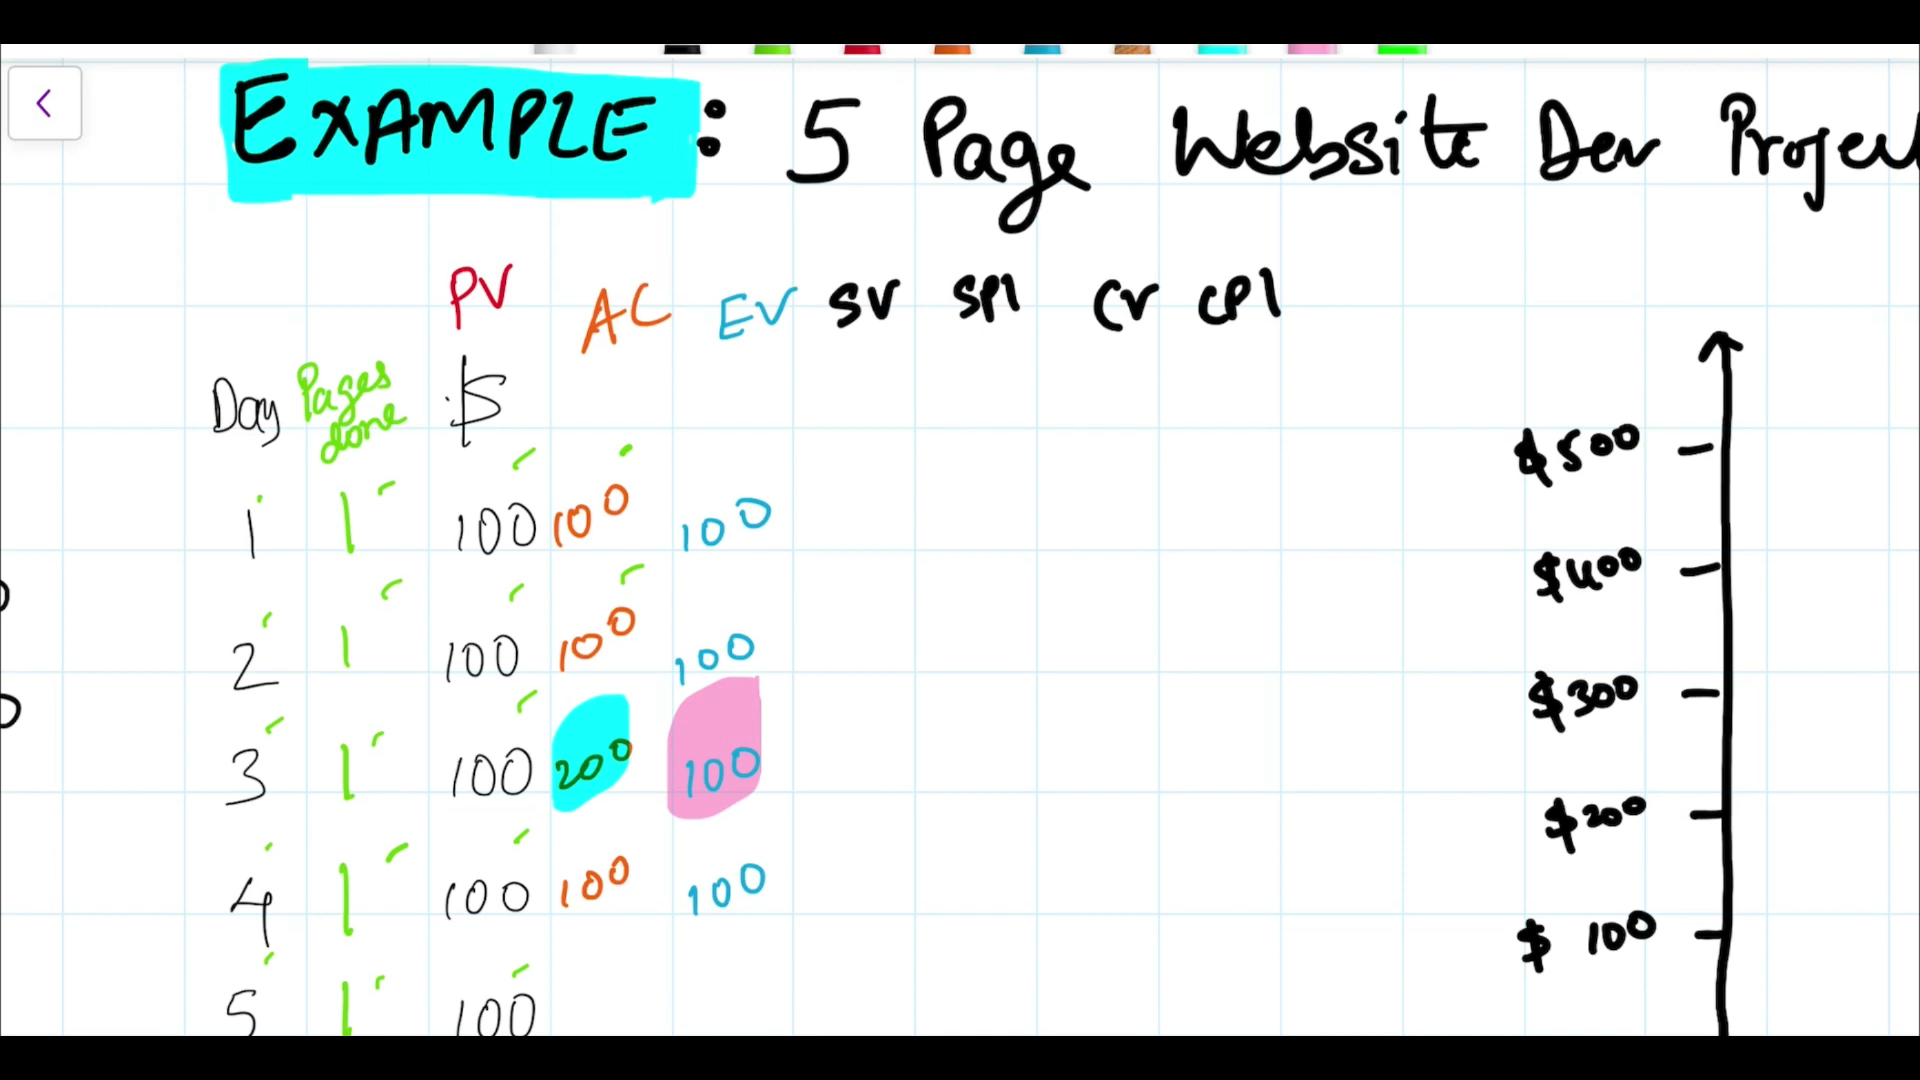 EXAMPLE: 5 Page Website Dev Project
PV AC EV SV SPI CV CPI
Day Pages done $
1 1 100 100 100
2 1 100 100 100
3 1 100 200 100
4 1 100 100 100
5 1 100
$500
$400
$300
$200
$100